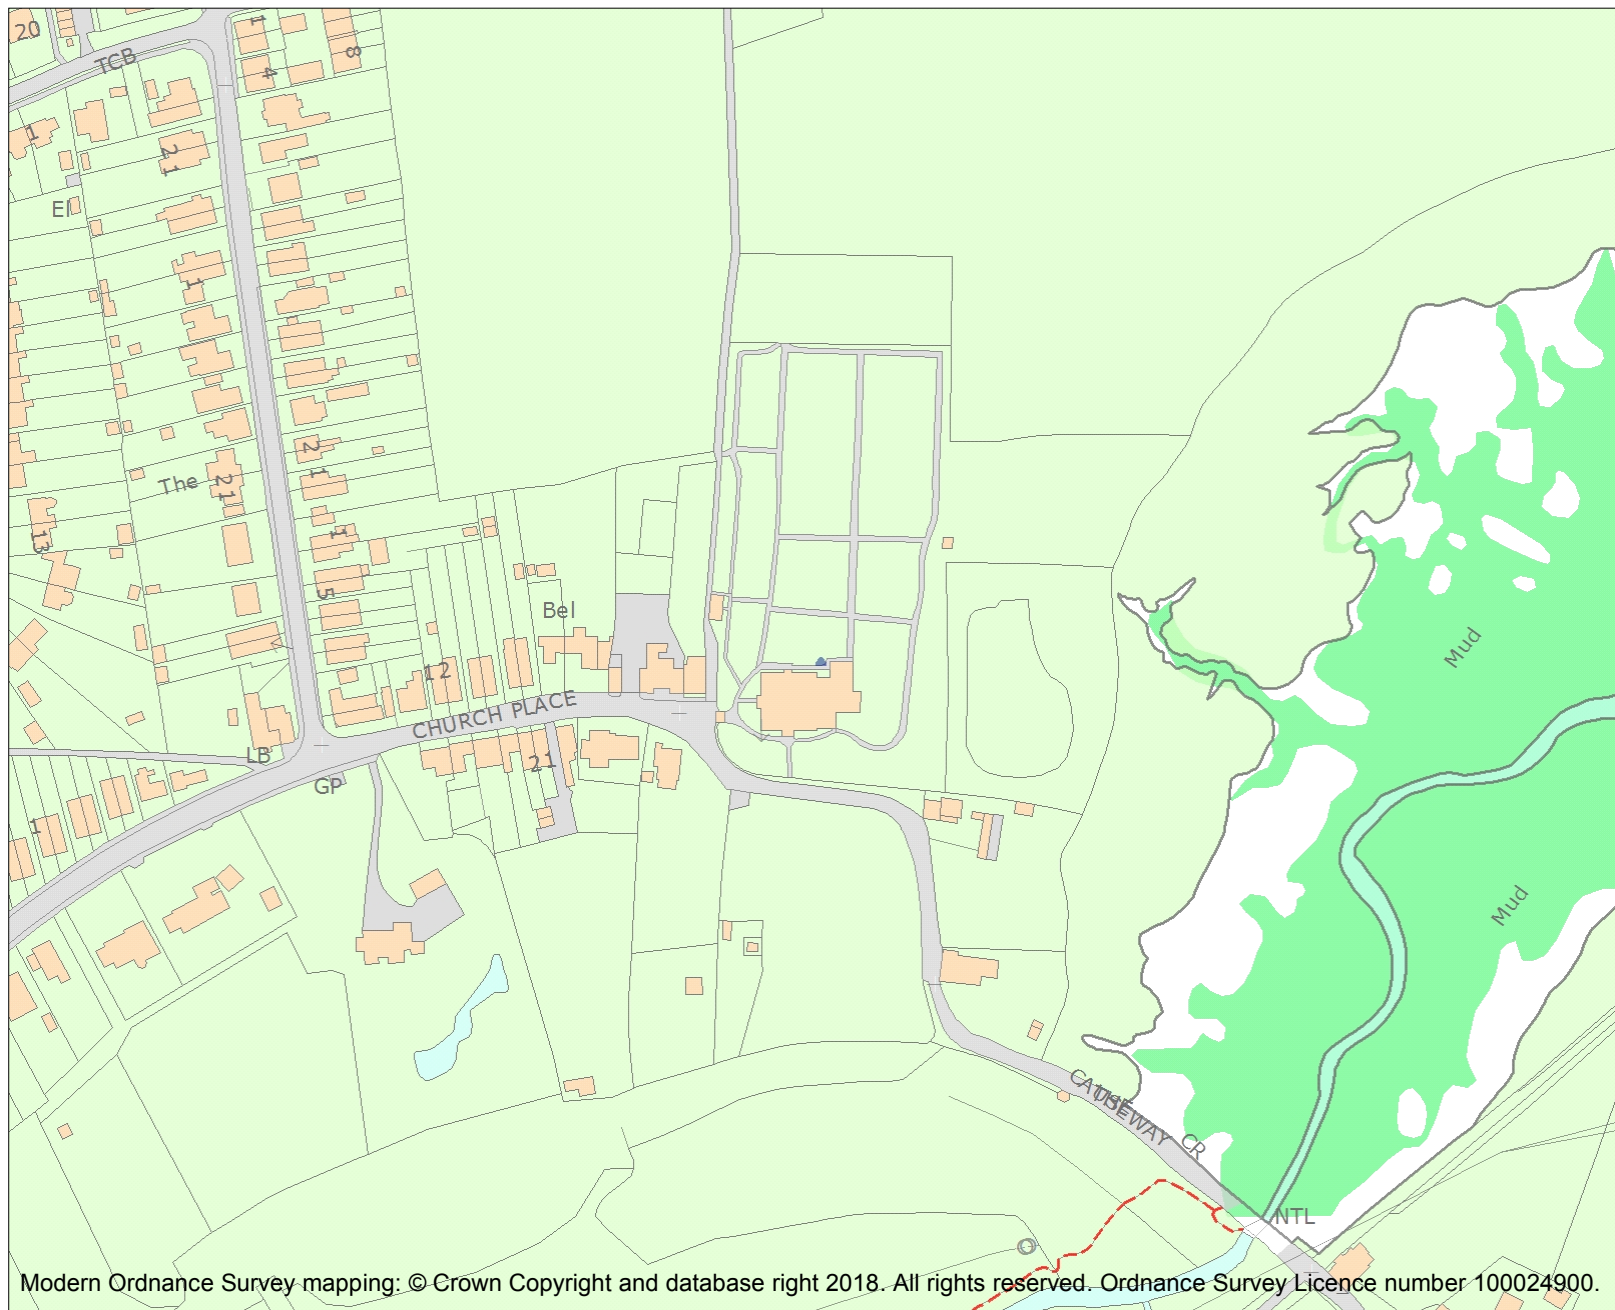 20
TCB
1
4
8
1
21
El
1
The
21
21
13
1
5
Bel
12
CHURCH PLACE
LB
21
GP
1
Mud
Mud
CAUSEWAY
THE
CR
NTL
Modern Ordnance Survey mapping: © Crown Copyright and database right 2018. All rights reserved. Ordnance Survey Licence number 100024900.